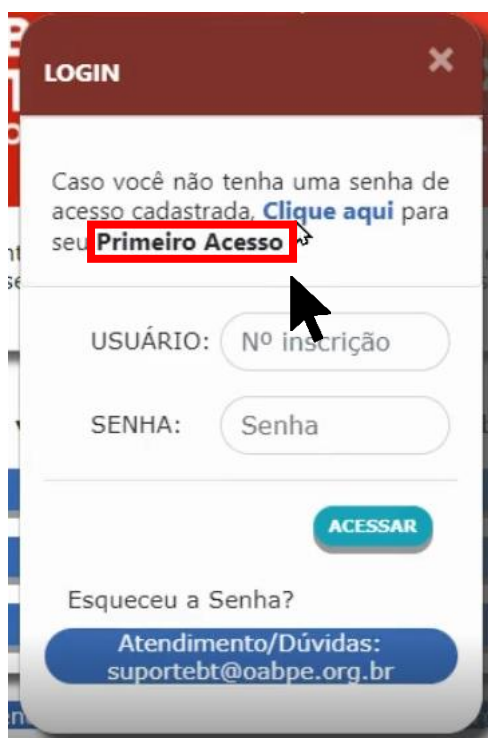 LOGIN
×
Caso você não tenha uma senha de
acesso cadastrada, Clique aqui para
seu Primeiro Acesso
USUÁRIO: Nº inscrição
SENHA: Senha
ACESSAR
Esqueceu a Senha?
Atendimento/Dúvidas:
suportebt@oabpe.org.br